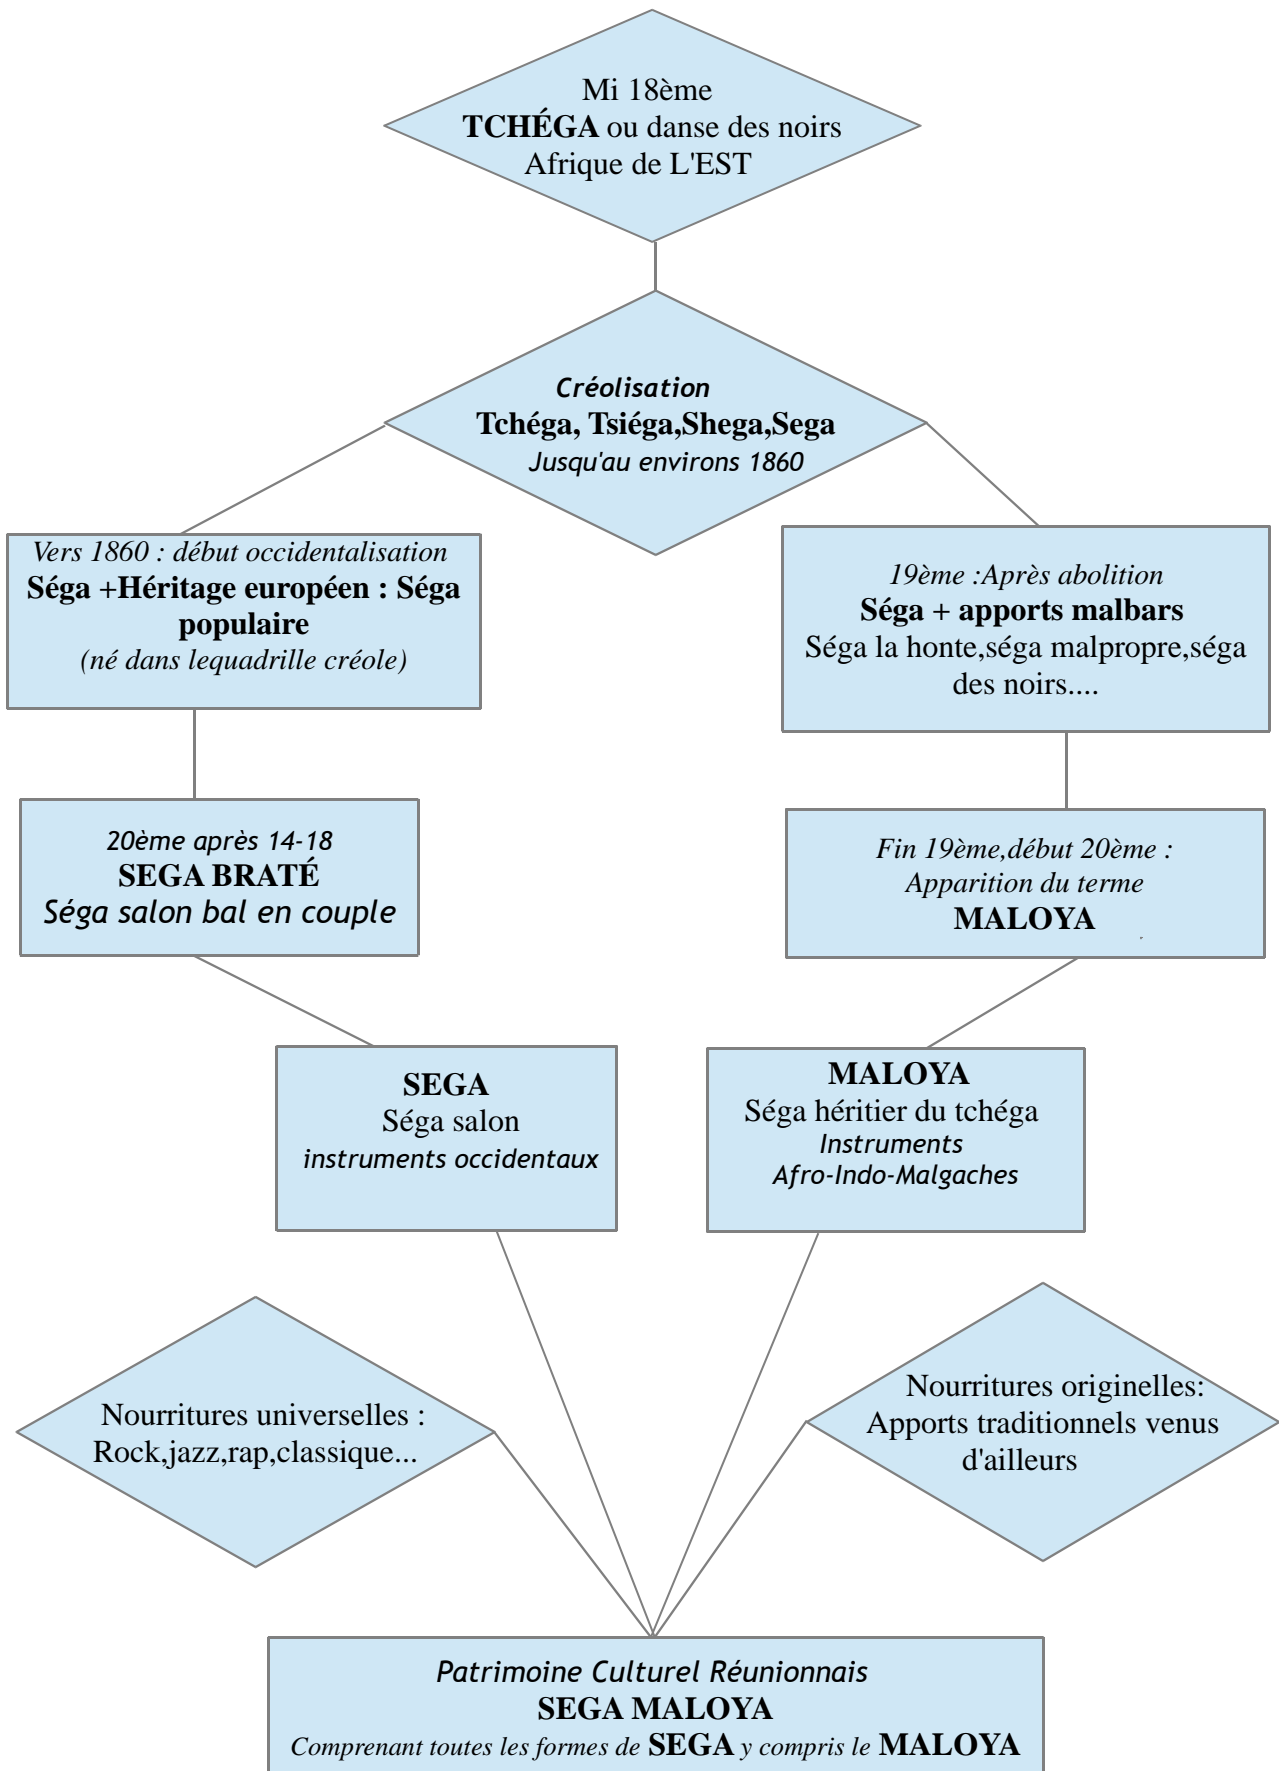 Mi 18ème
TCHÉGA ou danse des noirs
Afrique de L'EST
Créolisation
Tchéga, Tsiéga,Shega,Sega
Jusqu'au environs 1860
Vers 1860 : début occidentalisation
Séga +Héritage européen : Séga
populaire
(né dans lequadrille créole)
19ème :Après abolition
Séga + apports malbars
Séga la honte,séga malpropre,séga
des noirs....
20ème après 14-18
SEGA BRATÉ
Séga salon bal en couple
Fin 19ème,début 20ème :
Apparition du terme
MALOYA
SEGA
Séga salon
instruments occidentaux
MALOYA
Séga héritier du tchéga
Instruments
Afro-Indo-Malgaches
Nourritures universelles :
Rock,jazz,rap,classique...
Nourritures originelles:
Apports traditionnels venus
d'ailleurs
Patrimoine Culturel Réunionnais
SEGA MALOYA
Comprenant toutes les formes de SEGA y compris le MALOYA